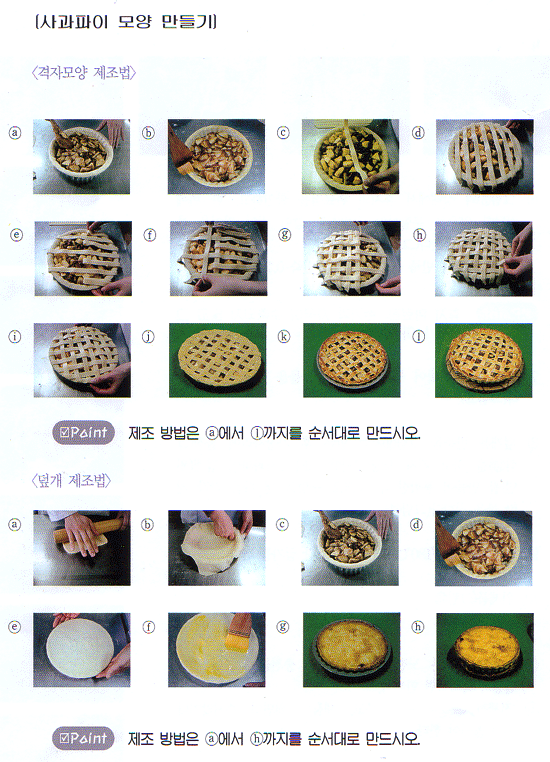 [사과파이 모양 만들기]
〈격자모양 제조법〉
ⓐ ⓑ ⓒ ⓓ
ⓔ ⓕ ⓖ ⓗ
ⓘ ⓙ ⓚ ⓛ
☑Point 제조 방법은 ⓐ에서 ⓛ까지를 순서대로 만드시오.
〈덮개 제조법〉
ⓐ ⓑ ⓒ ⓓ
ⓔ ⓕ ⓖ ⓗ
☑Point 제조 방법은 ⓐ에서 ⓗ까지를 순서대로 만드시오.